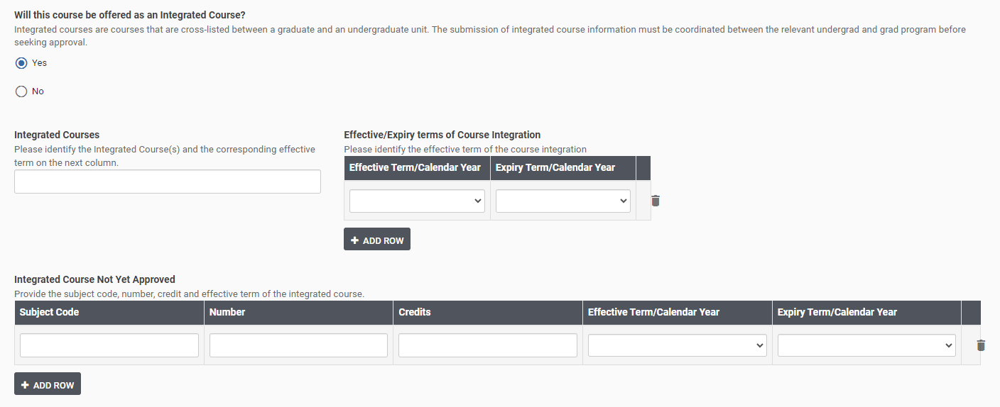 Will this course be offered as an Integrated Course?
Integrated courses are courses that are cross-listed between a graduate and an undergraduate unit. The submission of integrated course information must be coordinated between the relevant undergrad and grad program before
seeking approval.
Yes
No
Integrated Courses
Please identify the Integrated Course(s) and the corresponding effective
term on the next column.
Effective/Expiry terms of Course Integration
Please identify the effective term of the course integration
Effective Term/Calendar Year Expiry Term/Calendar Year
+ ADD ROW
Integrated Course Not Yet Approved
Provide the subject code, number, credit and effective term of the integrated course.
Subject Code Number Credits Effective Term/Calendar Year Expiry Term/Calendar Year
+ ADD ROW